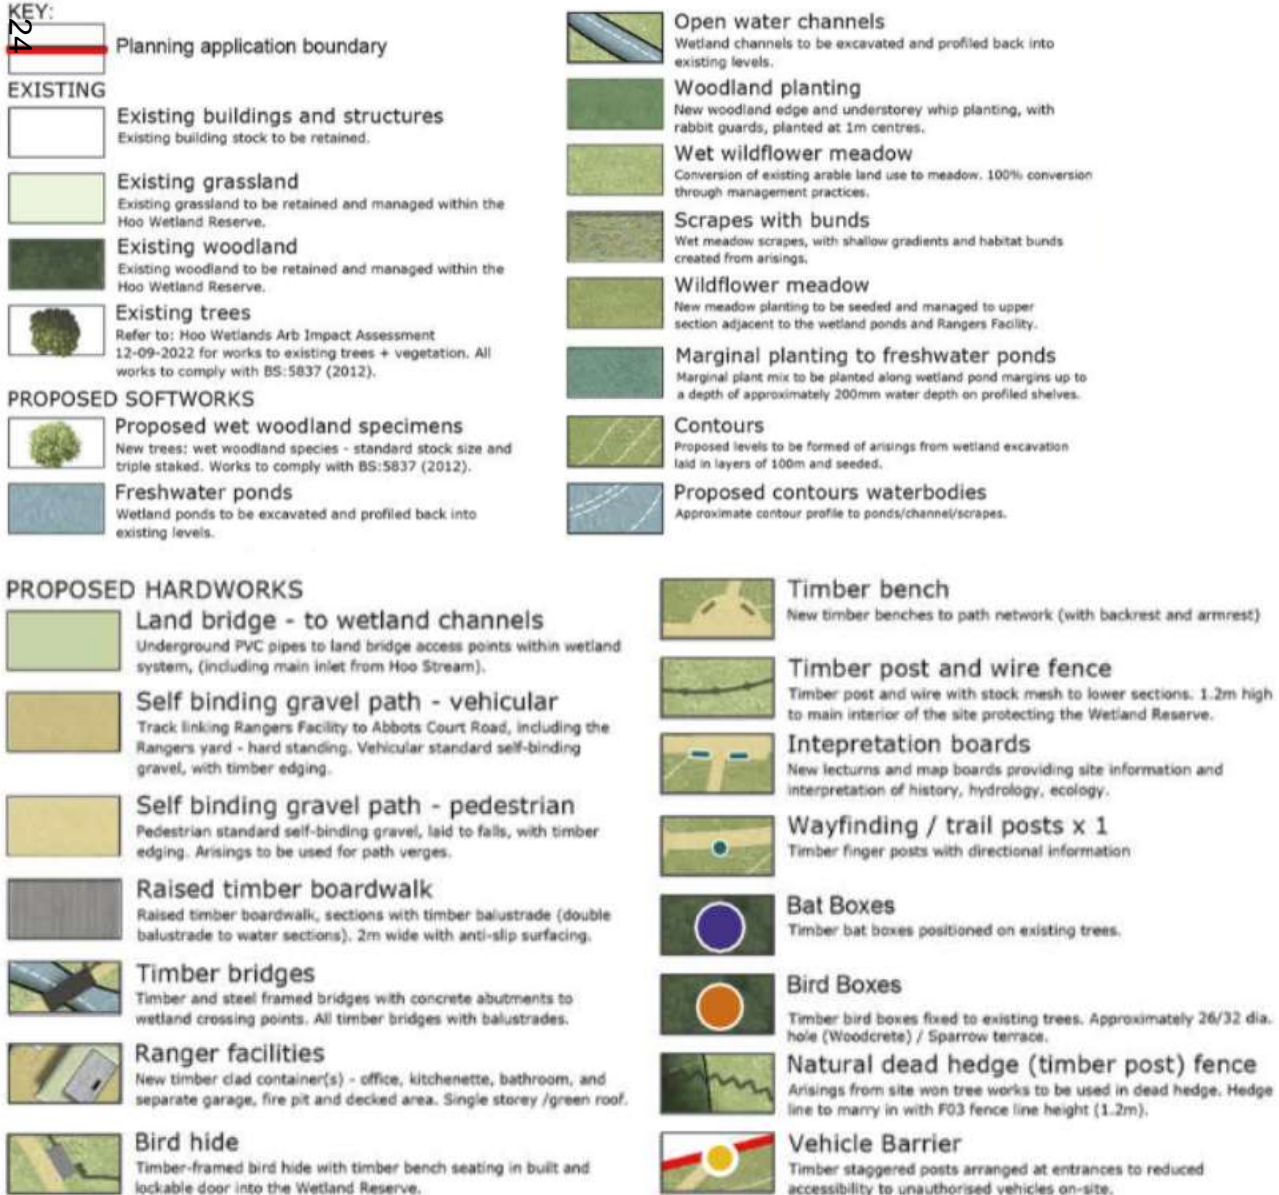 KEY:
24
Planning application boundary
EXISTING
Existing buildings and structures
Existing building stock to be retained.
Existing grassland
Existing grassland to be retained and managed within the
Hoo Wetland Reserve.
Existing woodland
Existing woodland to be retained and managed within the
Hoo Wetland Reserve.
Existing trees
Refer to: Hoo Wetlands Arb Impact Assessment
12-09-2022 for works to existing trees + vegetation. All
works to comply with BS:5837 (2012).
PROPOSED SOFTWORKS
Proposed wet woodland specimens
New trees: wet woodland species - standard stock size and
triple staked. Works to comply with BS:5837 (2012).
Freshwater ponds
Wetland ponds to be excavated and profiled back into
existing levels.
Open water channels
Wetland channels to be excavated and profiled back into
existing levels.
Woodland planting
New woodland edge and understorey whip planting, with
rabbit guards, planted at 1m centres.
Wet wildflower meadow
Conversion of existing arable land use to meadow. 100% conversion
through management practices.
Scrapes with bunds
Wet meadow scrapes, with shallow gradients and habitat bunds
created from arisings.
Wildflower meadow
New meadow planting to be seeded and managed to upper
section adjacent to the wetland ponds and Rangers Facility.
Marginal planting to freshwater ponds
Marginal plant mix to be planted along wetland pond margins up to
a depth of approximately 200mm water depth on profiled shelves.
Contours
Proposed levels to be formed of arisings from wetland excavation
laid in layers of 100m and seeded.
Proposed contours waterbodies
Approximate contour profile to ponds/channel/scrapes.
PROPOSED HARDWORKS
Land bridge - to wetland channels
Underground PVC pipes to land bridge access points within wetland
system, (including main inlet from Hoo Stream).
Self binding gravel path - vehicular
Track linking Rangers Facility to Abbots Court Road, including the
Rangers yard - hard standing. Vehicular standard self-binding
gravel, with timber edging.
Self binding gravel path - pedestrian
Pedestrian standard self-binding gravel, laid to falls, with timber
edging. Arisings to be used for path verges.
Raised timber boardwalk
Raised timber boardwalk, sections with timber balustrade (double
balustrade to water sections). 2m wide with anti-slip surfacing.
Timber bridges
Timber and steel framed bridges with concrete abutments to
wetland crossing points. All timber bridges with balustrades.
Ranger facilities
New timber clad container(s) - office, kitchenette, bathroom, and
separate garage, fire pit and decked area. Single storey /green roof.
Bird hide
Timber-framed bird hide with timber bench seating in built and
lockable door into the Wetland Reserve.
Timber bench
New timber benches to path network (with backrest and armrest)
Timber post and wire fence
Timber post and wire with stock mesh to lower sections. 1.2m high
to main interior of the site protecting the Wetland Reserve.
Intepretation boards
New lecturns and map boards providing site information and
interpretation of history, hydrology, ecology.
Wayfinding / trail posts x 1
Timber finger posts with directional information
Bat Boxes
Timber bat boxes positioned on existing trees.
Bird Boxes
Timber bird boxes fixed to existing trees. Approximately 26/32 dia.
hole (Woodcrete) / Sparrow terrace.
Natural dead hedge (timber post) fence
Arisings from site won tree works to be used in dead hedge. Hedge
line to marry in with F03 fence line height (1.2m).
Vehicle Barrier
Timber staggered posts arranged at entrances to reduced
accessibility to unauthorised vehicles on-site.